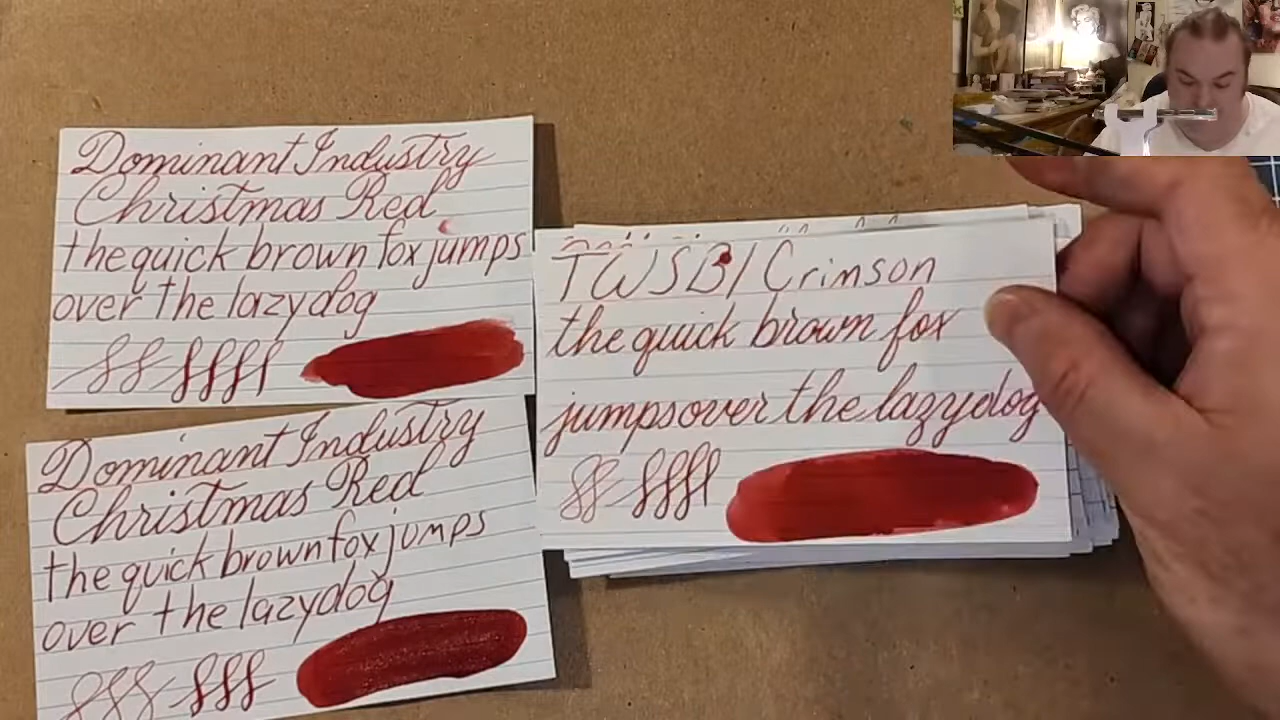 Dominant Industry
Christmas Red
the quick brown fox jumps
over the lazy dog
Dominant Industry
Christmas Red
the quick brown fox jumps
over the lazy dog
TWSBI Crimson
the quick brown fox
jumps over the lazy dog